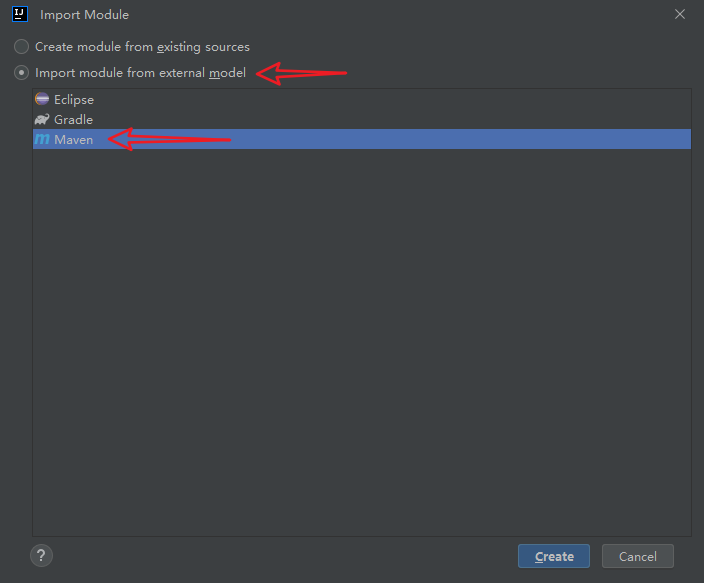 IJ Import Module
Create module from existing sources
Import module from external model
Eclipse
Gradle
m Maven
?
Create
Cancel